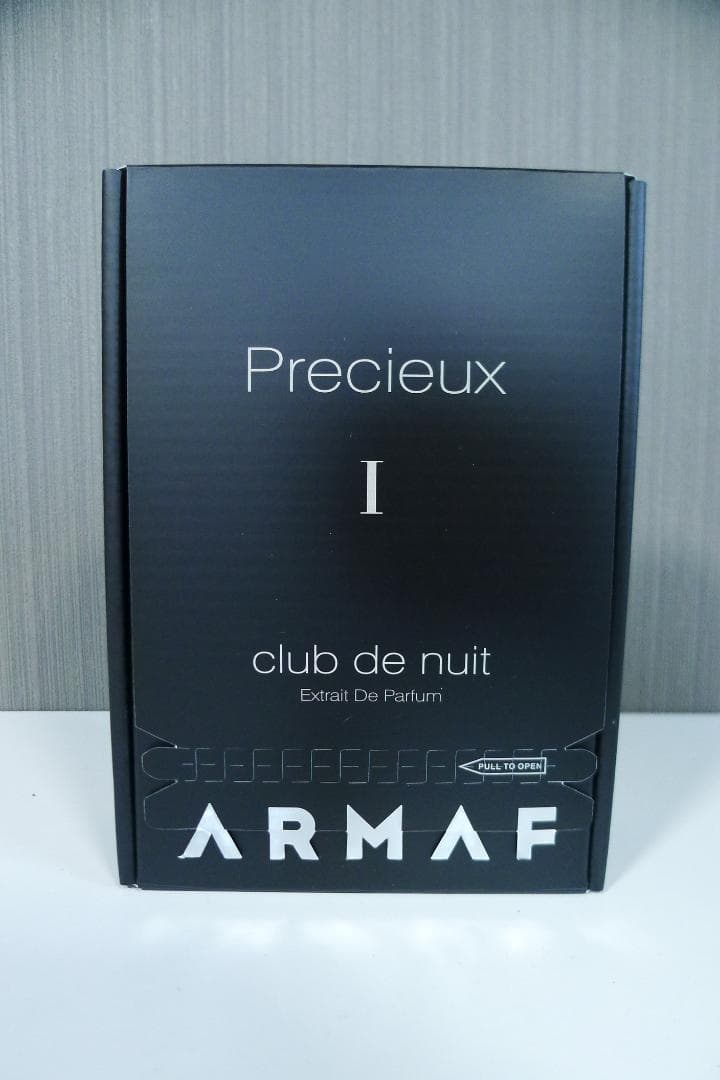 Precieux
I
club de nuit
Extrait De Parfum
PULL TO OPEN
ARMAF